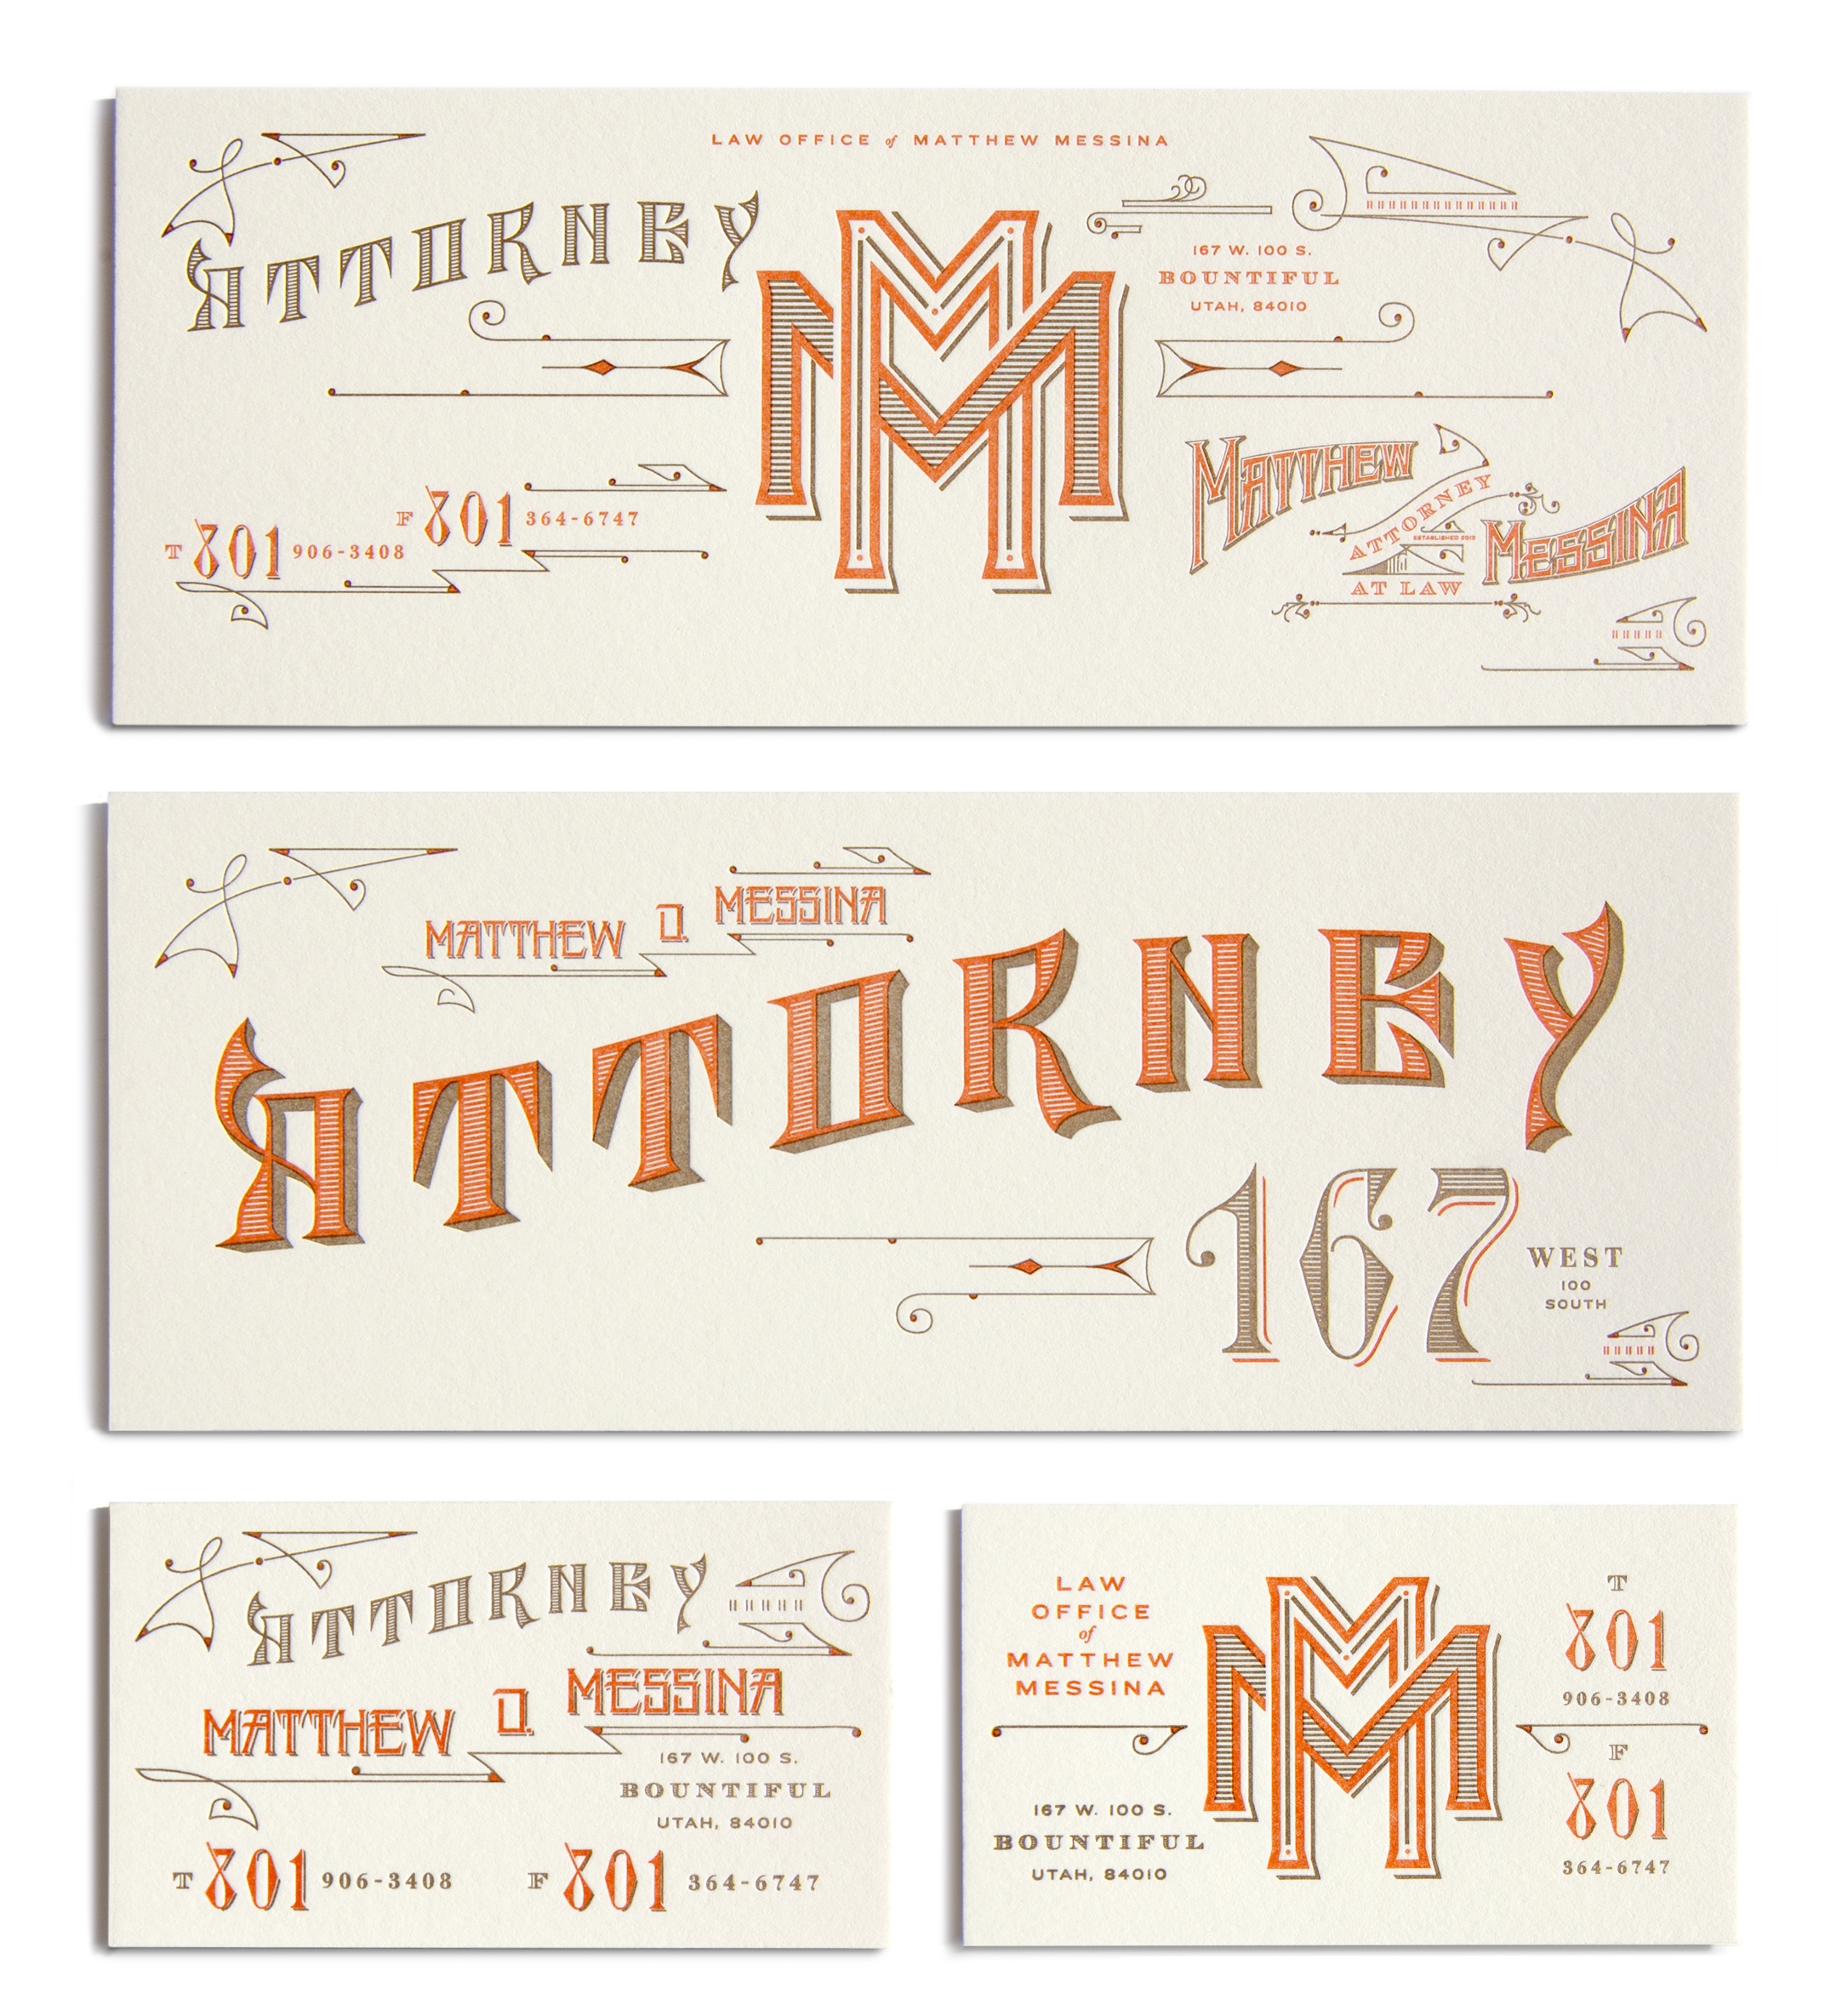 LAW OFFICE of MATTHEW MESSINA
ATTORNEY
MM
167 W. 100 S.
BOUNTIFUL
UTAH, 84010
T 801 906-3408
F 801 364-6747
MATTHEW
ATTORNEY
ESTABLISHED 2012
AT LAW
MESSINA
MATTHEW D. MESSINA
ATTORNEY
167 WEST
100
SOUTH
ATTORNEY
MATTHEW D. MESSINA
167 W. 100 S.
BOUNTIFUL
UTAH, 84010
T 801 906-3408
F 801 364-6747
LAW
OFFICE
of
MATTHEW
MESSINA
167 W. 100 S.
BOUNTIFUL
UTAH, 84010
MM
T
801
906-3408
F
801
364-6747